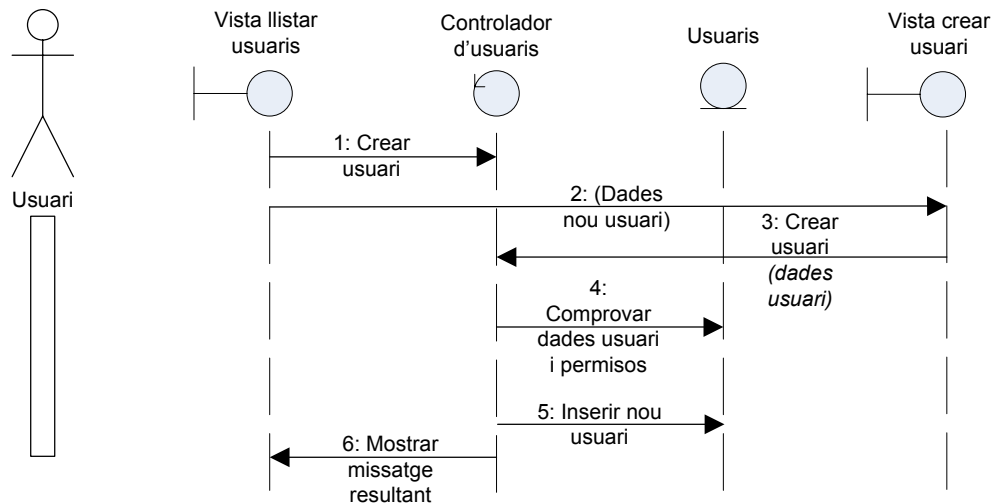 Vista llistar
usuaris
Controlador
d’usuaris
Usuaris
Vista crear
usuari
Usuari
1: Crear
usuari
2: (Dades
nou usuari)
3: Crear
usuari
(dades
usuari)
4:
Comprovar
dades usuari
i permisos
5: Inserir nou
usuari
6: Mostrar
missatge
resultant